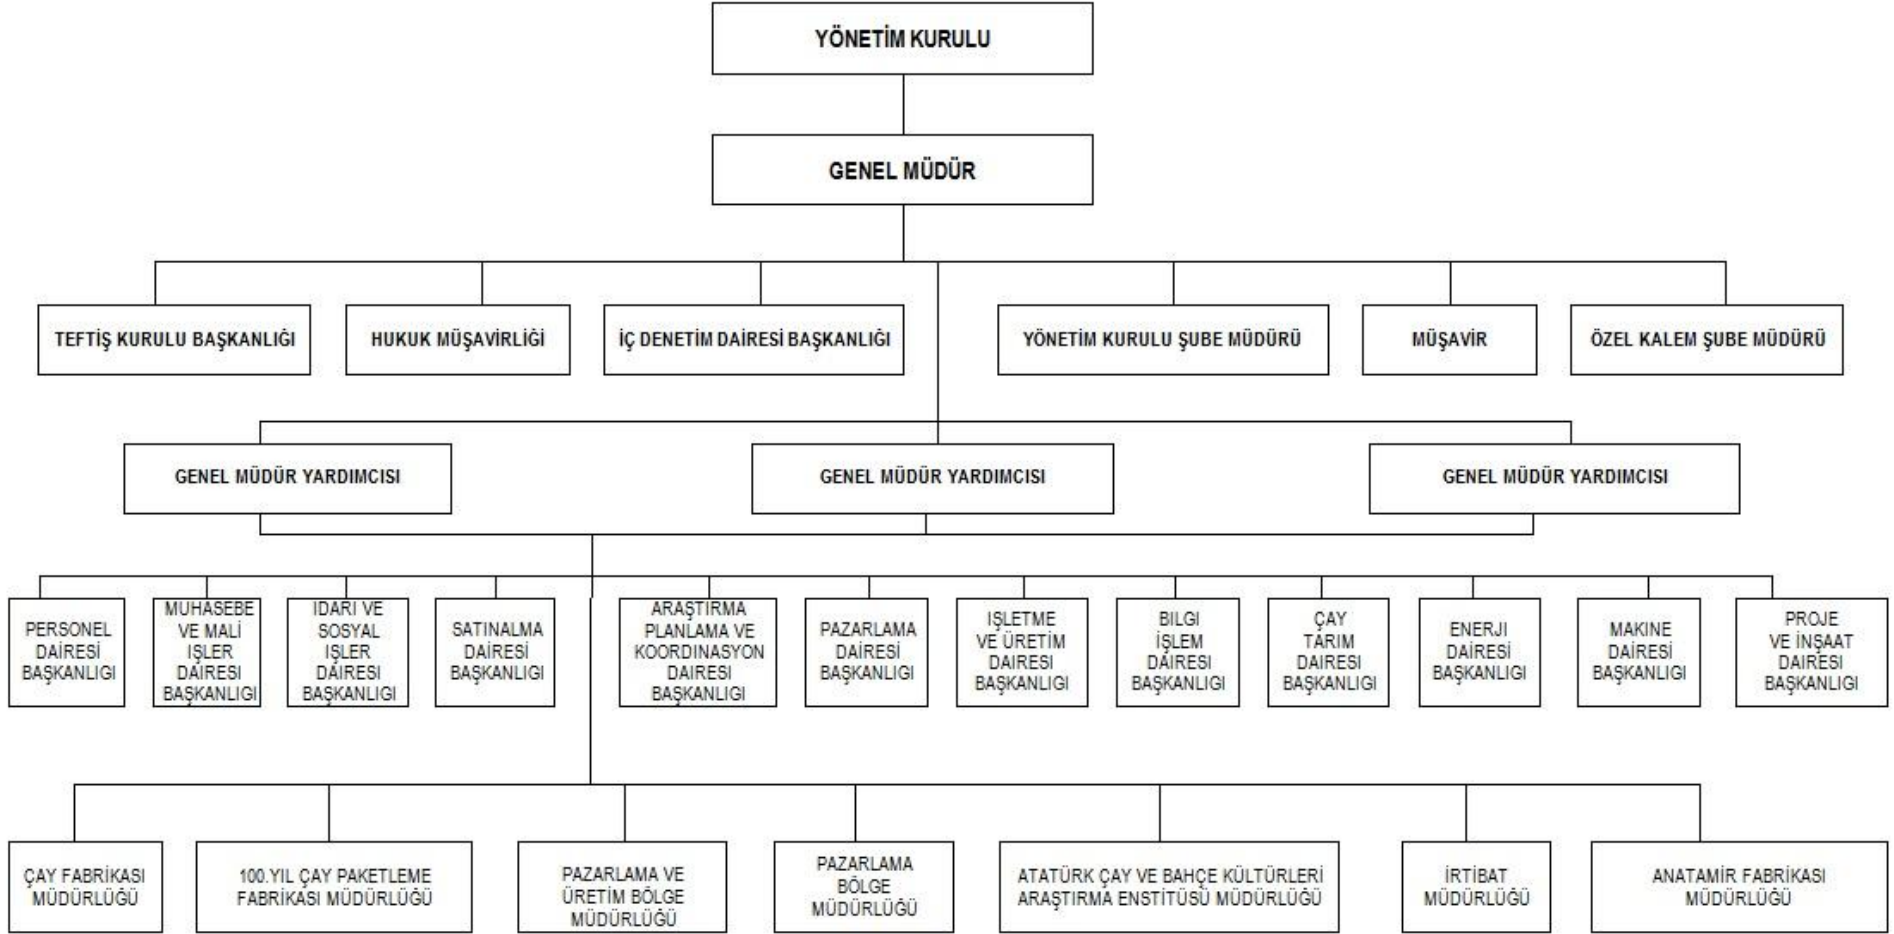 YÖNETİM KURULU
GENEL MÜDÜR
TEFTİŞ KURULU BAŞKANLIĞI
HUKUK MÜŞAVİRLİĞİ
İÇ DENETİM DAİRESİ BAŞKANLIĞI
YÖNETİM KURULU ŞUBE MÜDÜRÜ
MÜŞAVİR
ÖZEL KALEM ŞUBE MÜDÜRÜ
GENEL MÜDÜR YARDIMCISI
GENEL MÜDÜR YARDIMCISI
GENEL MÜDÜR YARDIMCISI
PERSONEL
DAİRESİ
BAŞKANLIGI
MUHASEBE
VE MALİ
IŞLER
DAİRESI
BAŞKANLIGI
IDARI VE
SOSYAL
IŞLER
DAİRESI
BAŞKANLIGI
SATINALMA
DAİRESİ
BAŞKANLIGI
ARAŞTIRMA
PLANLAMA VE
KOORDINASYON
DAİRESI
BAŞKANLIGI
PAZARLAMA
DAİRESİ
BAŞKANLIGI
IŞLETME
VE ÜRETİM
DAİRESI
BAŞKANLIGI
BILGI
İŞLEM
DAİRESI
BAŞKANLIGI
ÇAY
TARIM
DAİRESI
BAŞKANLIGI
ENERJI
DAİRESİ
BAŞKANLIGI
MAKINE
DAİRESİ
BAŞKANLIGI
PROJE
VE İNŞAAT
DAİRESI
BAŞKANLIGI
ÇAY FABRİKASI
MÜDÜRLÜĞÜ
100.YIL ÇAY PAKETLEME
FABRİKASI MÜDÜRLÜĞÜ
PAZARLAMA VE
ÜRETİM BÖLGE
MÜDÜRLÜĞÜ
PAZARLAMA
BÖLGE
MÜDÜRLÜĞÜ
ATATÜRK ÇAY VE BAHÇE KÜLTÜRLERİ
ARAŞTIRMA ENSTİTÜSÜ MÜDÜRLÜĞÜ
İRTİBAT
MÜDÜRLÜĞÜ
ANATAMİR FABRİKASI
MÜDÜRLÜĞÜ